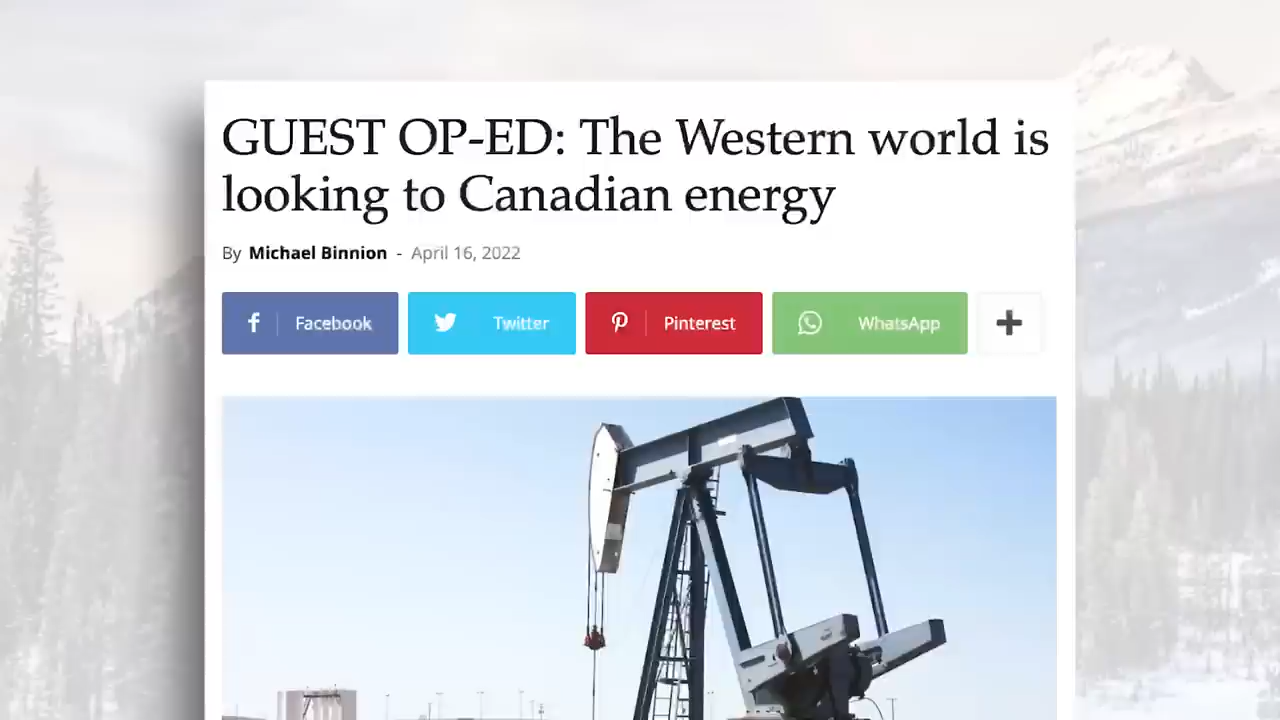 GUEST OP-ED: The Western world is
looking to Canadian energy
By Michael Binnion - April 16, 2022
Facebook
Twitter
Pinterest
WhatsApp